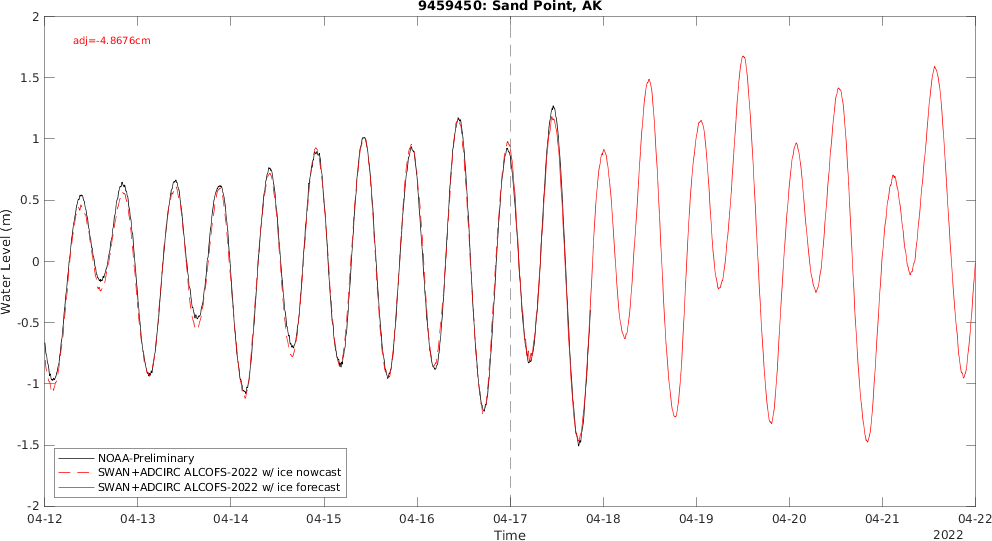 9459450: Sand Point, AK
adj=-4.8676cm
Water Level (m)
2
1.5
1
0.5
0
-0.5
-1
-1.5
-2
NOAA-Preliminary
SWAN+ADCIRC ALCOFS-2022 w/ ice nowcast
SWAN+ADCIRC ALCOFS-2022 w/ ice forecast
04-12 04-13 04-14 04-15 04-16 04-17 04-18 04-19 04-20 04-21 04-22
Time
2022